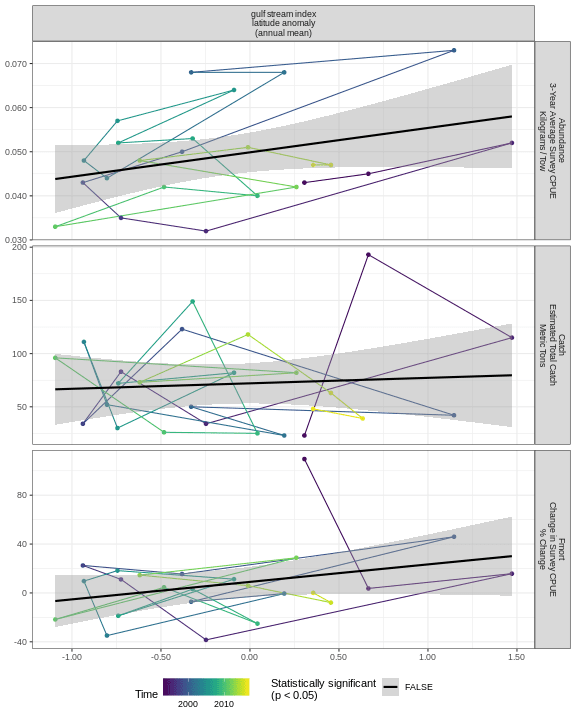 gulf stream index
latitude anomaly
(annual mean)
0.070
0.060
0.050
0.040
0.030
Abundance
3-Year Average Survey CPUE
Kilograms / Tow
200
150
100
50
Catch
Estimated Total Catch
Metric Tons
80
40
0
-40
Fmort
Change in Survey CPUE
% Change
-1.00 -0.50 0.00 0.50 1.00 1.50
Time
2000 2010
Statistically significant
(p < 0.05)
FALSE